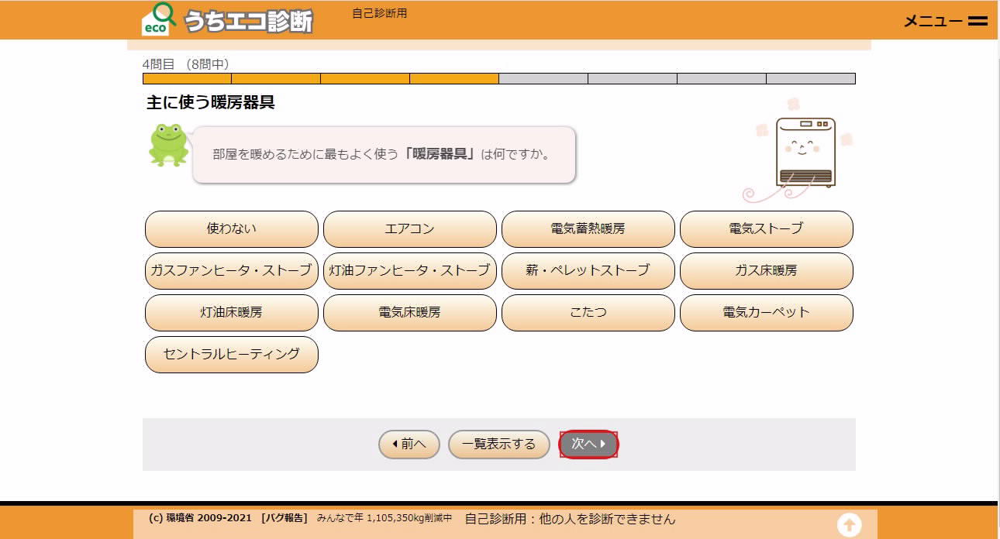 eco うちエコ診断 自己診断用 メニュー
4問目 （8問中）
主に使う暖房器具
部屋を暖めるために最もよく使う「暖房器具」は何ですか。
使わない エアコン 電気蓄熱暖房 電気ストーブ
ガスファンヒータ・ストーブ 灯油ファンヒータ・ストーブ 薪・ペレットストーブ ガス床暖房
灯油床暖房 電気床暖房 こたつ 電気カーペット
セントラルヒーティング
前へ 一覧表示する 次へ
(c) 環境省 2009-2021 [バグ報告] みんなで年 1,105,350kg削減中 自己診断用：他の人を診断できません